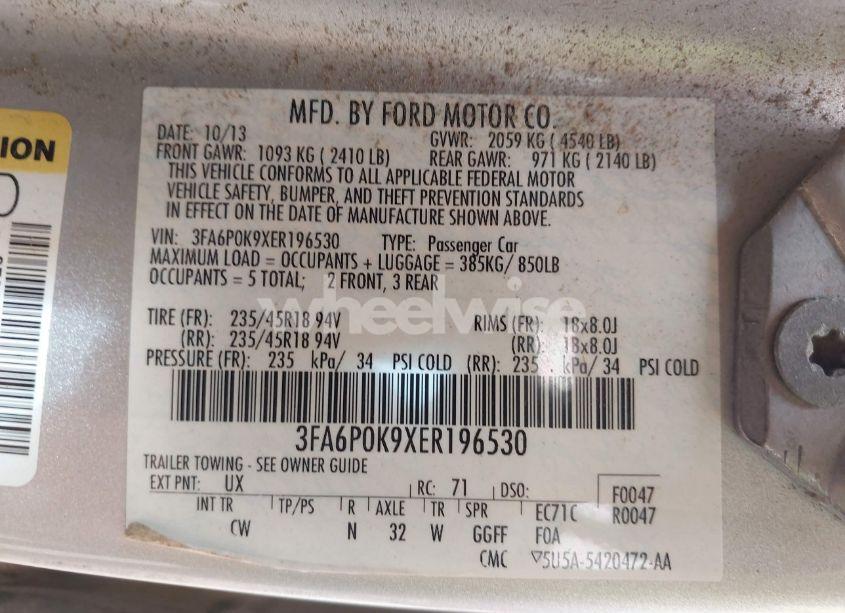 MFD. BY FORD MOTOR CO.
DATE: 10/13 GVWR: 2059 KG ( 4540 LB)
FRONT GAWR: 1093 KG ( 2410 LB) REAR GAWR: 971 KG ( 2140 LB)
THIS VEHICLE CONFORMS TO ALL APPLICABLE FEDERAL MOTOR
VEHICLE SAFETY, BUMPER, AND THEFT PREVENTION STANDARDS
IN EFFECT ON THE DATE OF MANUFACTURE SHOWN ABOVE.
VIN: 3FA6P0K9XER196530 TYPE: Passenger Car
MAXIMUM LOAD = OCCUPANTS + LUGGAGE = 385KG/ 850LB
OCCUPANTS = 5 TOTAL; 2 FRONT, 3 REAR
wheelwise
TIRE (FR): 235/45R18 94V RIMS (FR): 18x8.0J
(RR): 235/45R18 94V (RR): 18x8.0J
PRESSURE (FR): 235 kPa/ 34 PSI COLD (RR): 235 kPa/ 34 PSI COLD
3FA6P0K9XER196530
TRAILER TOWING - SEE OWNER GUIDE
EXT PNT: UX RC: 71 DSO: F0047
INT TR TP/PS R AXLE TR SPR EC71C R0047
CW N 32 W GGFF F0A
CMC ▽5U5A-5420472-AA